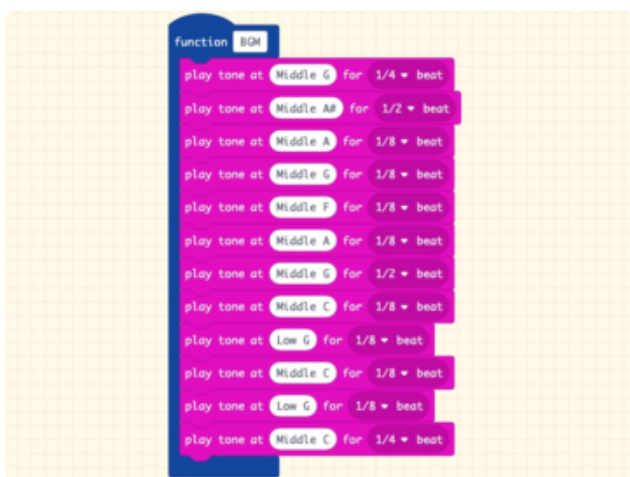 function BGM
play tone at Middle G for 1/4 beat
play tone at Middle A# for 1/2 beat
play tone at Middle A for 1/8 beat
play tone at Middle G for 1/8 beat
play tone at Middle F for 1/8 beat
play tone at Middle A for 1/8 beat
play tone at Middle G for 1/2 beat
play tone at Middle C for 1/8 beat
play tone at Low G for 1/8 beat
play tone at Middle C for 1/8 beat
play tone at Low G for 1/8 beat
play tone at Middle C for 1/4 beat